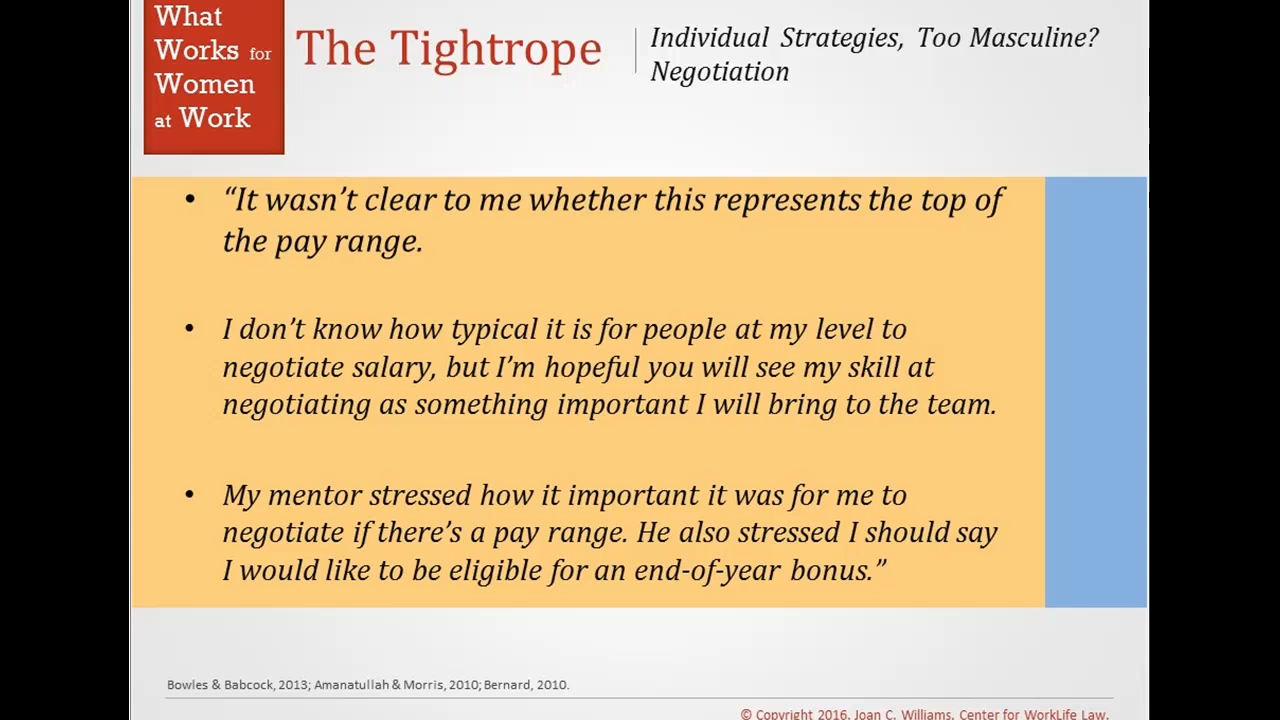 What
Works for
Women
at Work
The Tightrope
Individual Strategies, Too Masculine?
Negotiation
• “It wasn’t clear to me whether this represents the top of
the pay range.
• I don’t know how typical it is for people at my level to
negotiate salary, but I’m hopeful you will see my skill at
negotiating as something important I will bring to the team.
• My mentor stressed how it important it was for me to
negotiate if there’s a pay range. He also stressed I should say
I would like to be eligible for an end-of-year bonus.”
Bowles & Babcock, 2013; Amanatullah & Morris, 2010; Bernard, 2010.
© Copyright 2016. Joan C. Williams. Center for WorkLife Law.